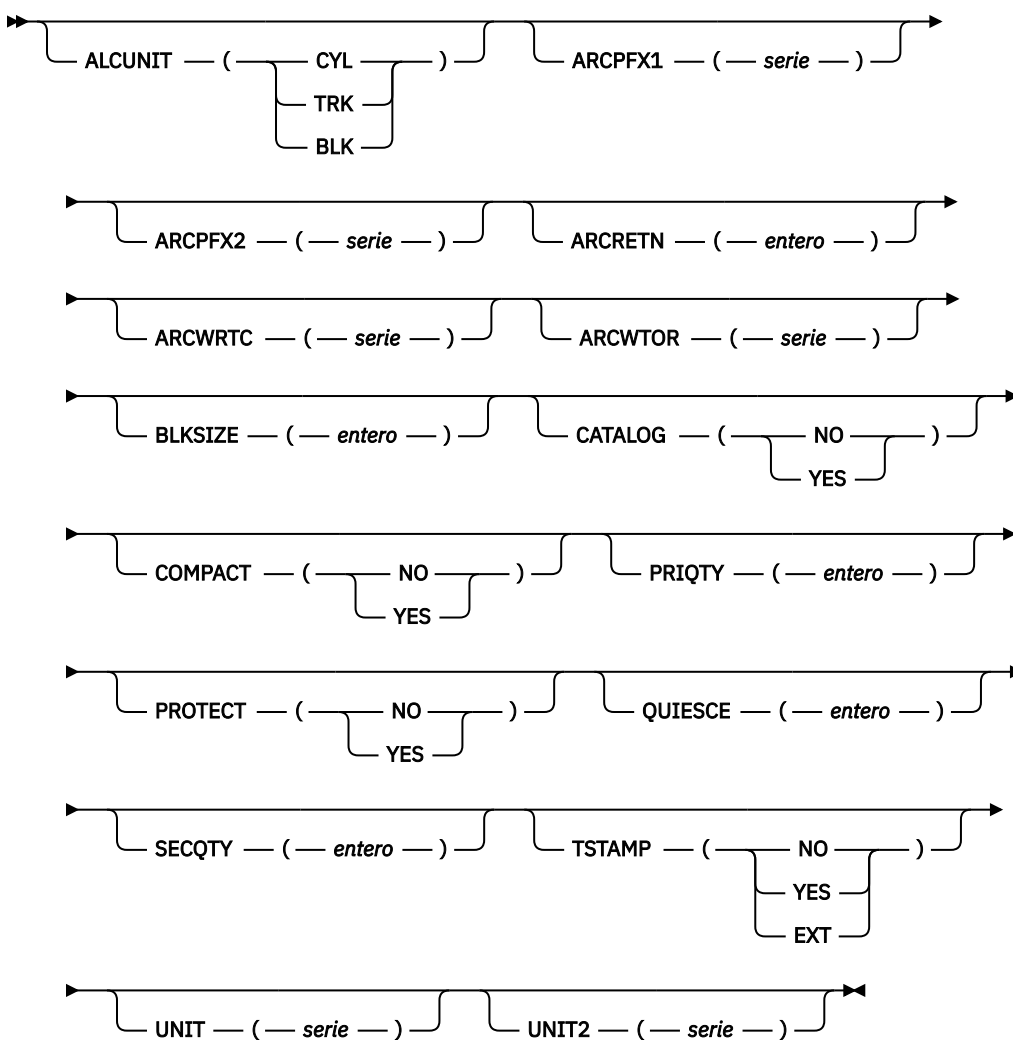 ALCUNIT ( CYL ) ARCPFX1 ( serie )
TRK
BLK
ARCPFX2 ( serie ) ARCRETN ( entero )
ARCWRTC ( serie ) ARCWTOR ( serie )
BLKSIZE ( entero ) CATALOG ( NO )
YES
COMPACT ( NO ) PRIQTY ( entero )
YES
PROTECT ( NO ) QUIESCE ( entero )
YES
SECQTY ( entero ) TSTAMP ( NO )
YES
EXT
UNIT ( serie ) UNIT2 ( serie )